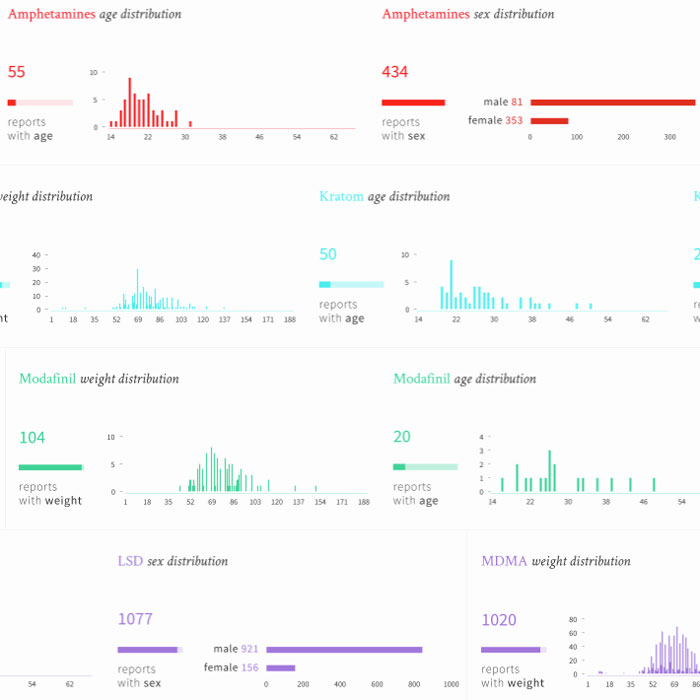 Amphetamines age distribution
55
reports
with age
10
5
0
14 22 30 38 46 54 62
Amphetamines sex distribution
434
reports
with sex
male 81
female 353
0 100 200 300
weight distribution
40
30
20
10
0
1 18 35 52 69 86 103 120 137 154 171 188
Kratom age distribution
50
reports
with age
10
5
0
14 22 30 38 46 54 62
Modafinil weight distribution
104
reports
with weight
10
5
0
1 18 35 52 69 86 103 120 137 154 171 188
Modafinil age distribution
20
reports
with age
4
3
2
1
0
14 22 30 38 46 54
54 62
LSD sex distribution
1077
reports
with sex
male 921
female 156
0 200 400 600 800 1000
MDMA weight distribution
1020
reports
with weight
80
60
40
20
0
1 18 35 52 69 86